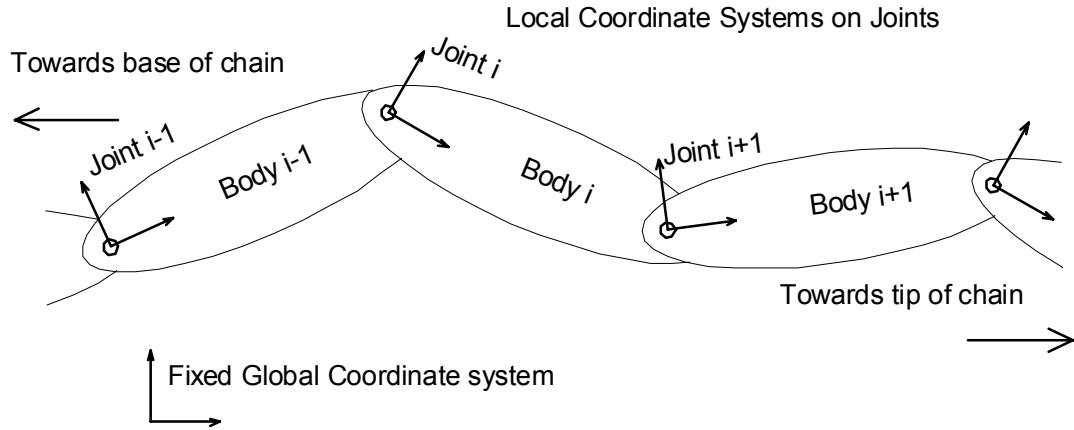 Local Coordinate Systems on Joints
Towards base of chain
Joint i
Joint i-1
Body i-1
Joint i+1
Body i
Body i+1
Towards tip of chain
Fixed Global Coordinate system